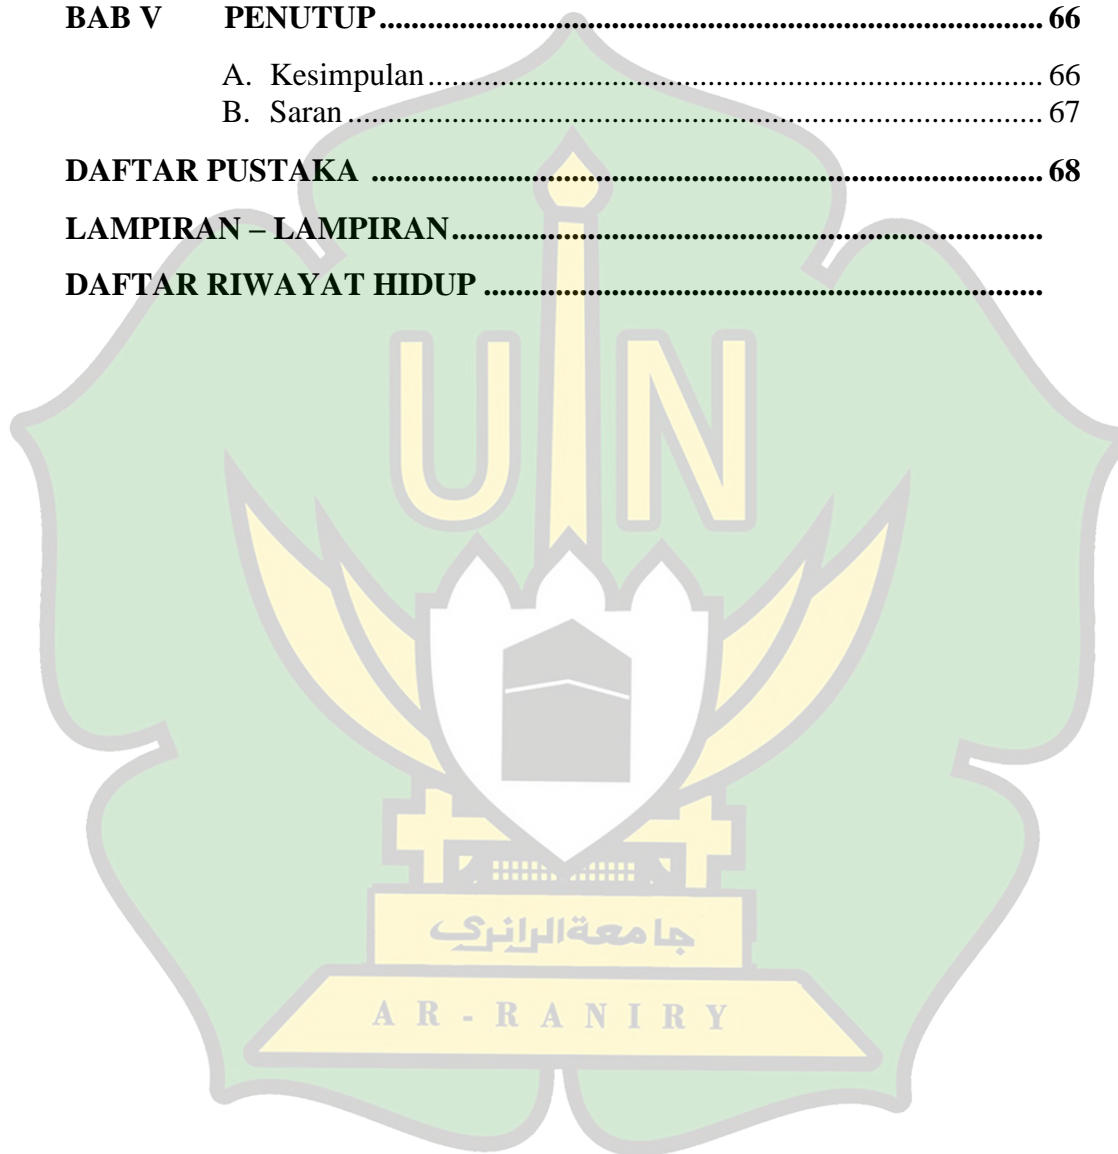 BAB V PENUTUP.................................................................................... 66
A. Kesimpulan............................................................................. 66
B. Saran....................................................................................... 67
DAFTAR PUSTAKA .................................................................................... 68
LAMPIRAN – LAMPIRAN..........................................................................
DAFTAR RIWAYAT HIDUP ......................................................................
UIN
جامعة الرانري
AR-RANIRY